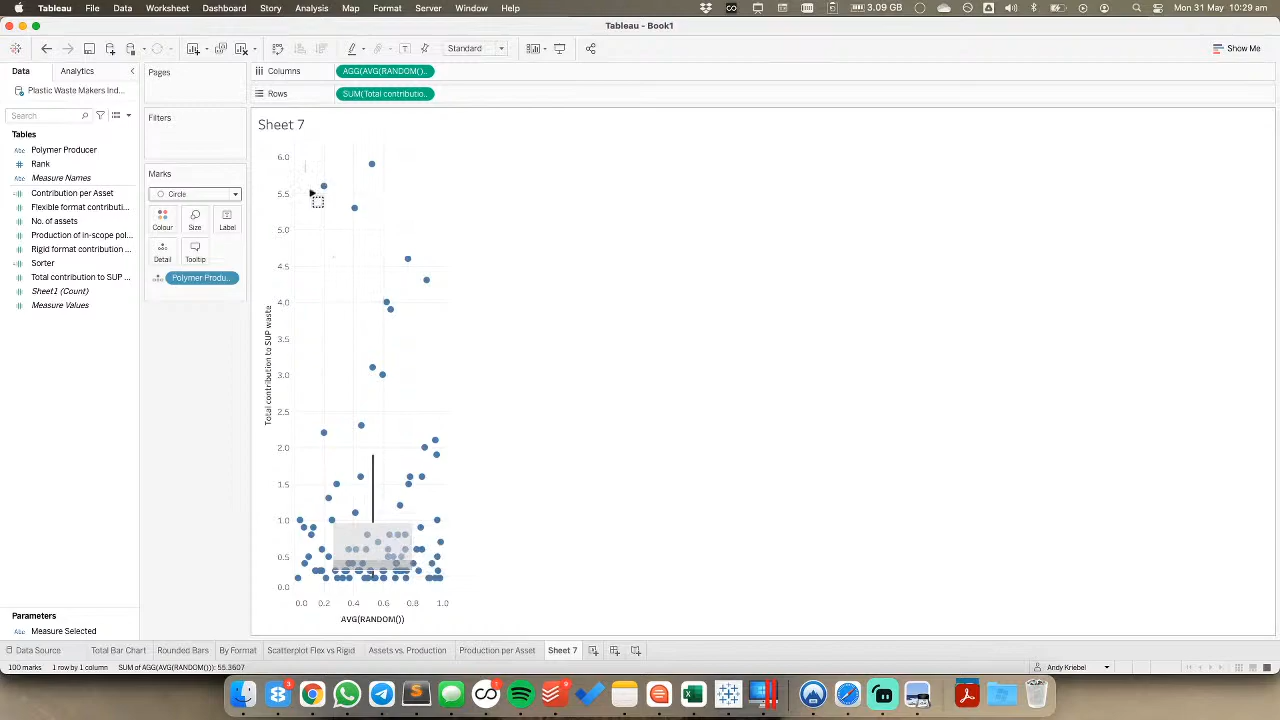 Tableau File Data Worksheet Dashboard Story Analysis Map Format Server Window Help 3.09 GB Mon 31 May 10:29 am
Tableau - Book1
Standard
Show Me
Data
Pages
Columns
AGG(AVG(RANDOM()..
Plastic Waste Makers Ind...
Rows
SUM(Total contributio..
Search
Filters
Sheet 7
Tables
Abc Polymer Producer
# Rank
Abc Measure Names
Marks
Contribution per Asset
Circle
Flexible format contributi...
No. of assets
Colour Size Label
Production of in-scope pol...
Rigid format contribution ...
Sorter
Detail Tooltip
Total contribution to SUP ...
Polymer Produ..
Sheet1 (Count)
Measure Values
6.0
5.5
5.0
4.5
4.0
3.5
3.0
2.5
2.0
1.5
1.0
0.5
0.0
Total contribution to SUP waste
0.0 0.2 0.4 0.6 0.8 1.0
AVG(RANDOM())
Parameters
Abc Measure Selected
Data Source Total Bar Chart Rounded Bars By Format Scatterplot Flex vs Rigid Assets vs. Production Production per Asset Sheet 7
100 marks 1 row by 1 column SUM of AGG(AVG(RANDOM())): 55.3607
Andy Kriebel